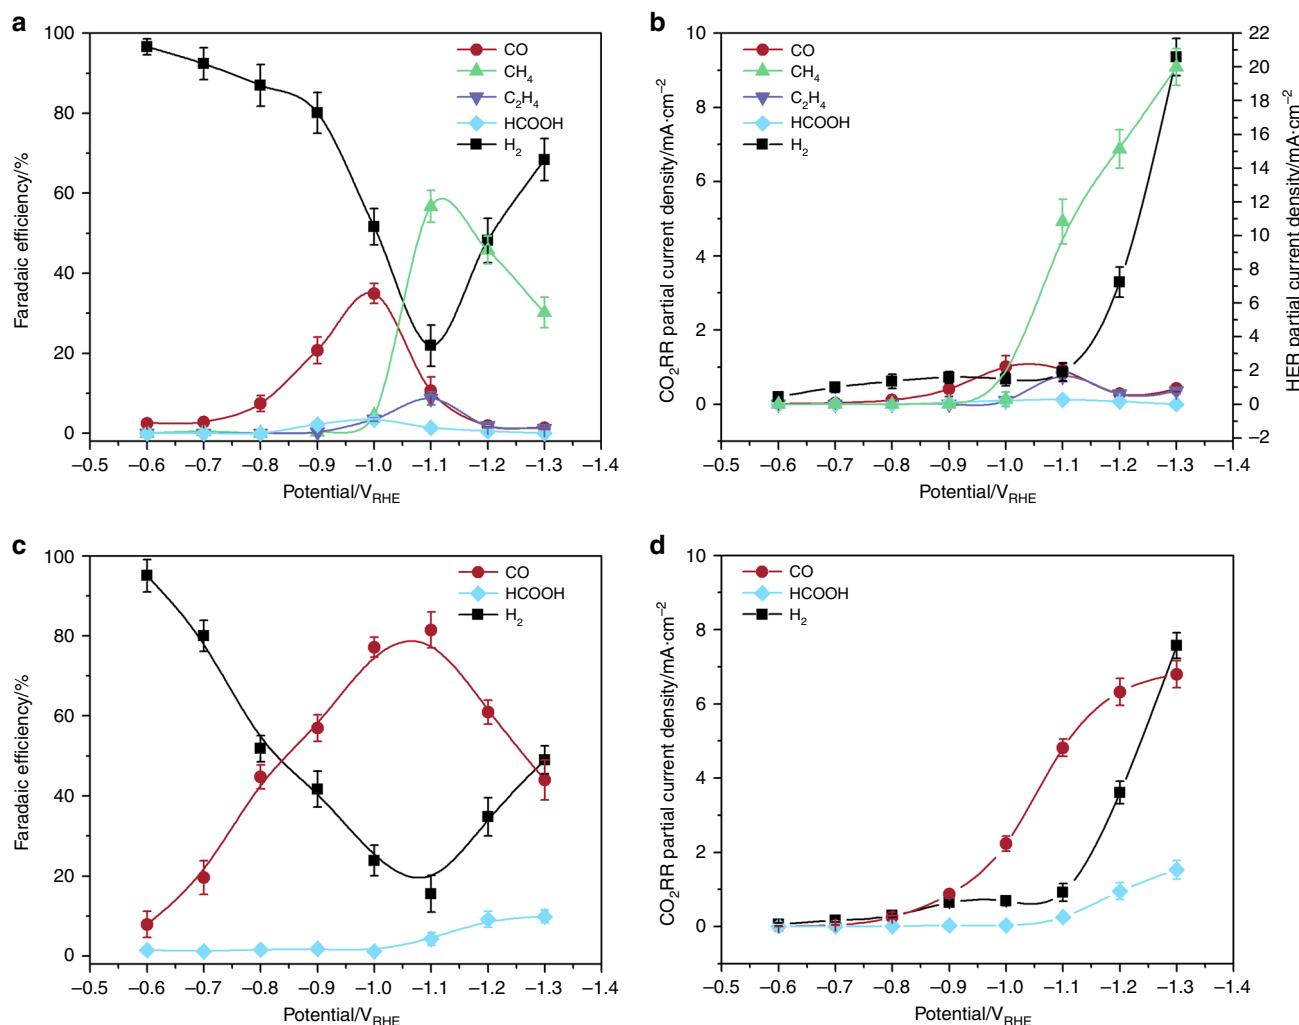 a
100
80
60
40
20
0
Faradaic efficiency/%
CO
CH4
C2H4
HCOOH
H2
−0.5 −0.6 −0.7 −0.8 −0.9 −1.0 −1.1 −1.2 −1.3 −1.4
Potential/VRHE
b
10
8
6
4
2
0
CO2RR partial current density/mA·cm−2
CO
CH4
C2H4
HCOOH
H2
22
20
18
16
14
12
10
8
6
4
2
0
−2
HER partial current density/mA·cm−2
−0.5 −0.6 −0.7 −0.8 −0.9 −1.0 −1.1 −1.2 −1.3 −1.4
Potential/VRHE
c
100
80
60
40
20
0
Faradaic efficiency/%
CO
HCOOH
H2
−0.5 −0.6 −0.7 −0.8 −0.9 −1.0 −1.1 −1.2 −1.3 −1.4
Potential/VRHE
d
10
8
6
4
2
0
CO2RR partial current density/mA·cm−2
CO
HCOOH
H2
−0.5 −0.6 −0.7 −0.8 −0.9 −1.0 −1.1 −1.2 −1.3 −1.4
Potential/VRHE